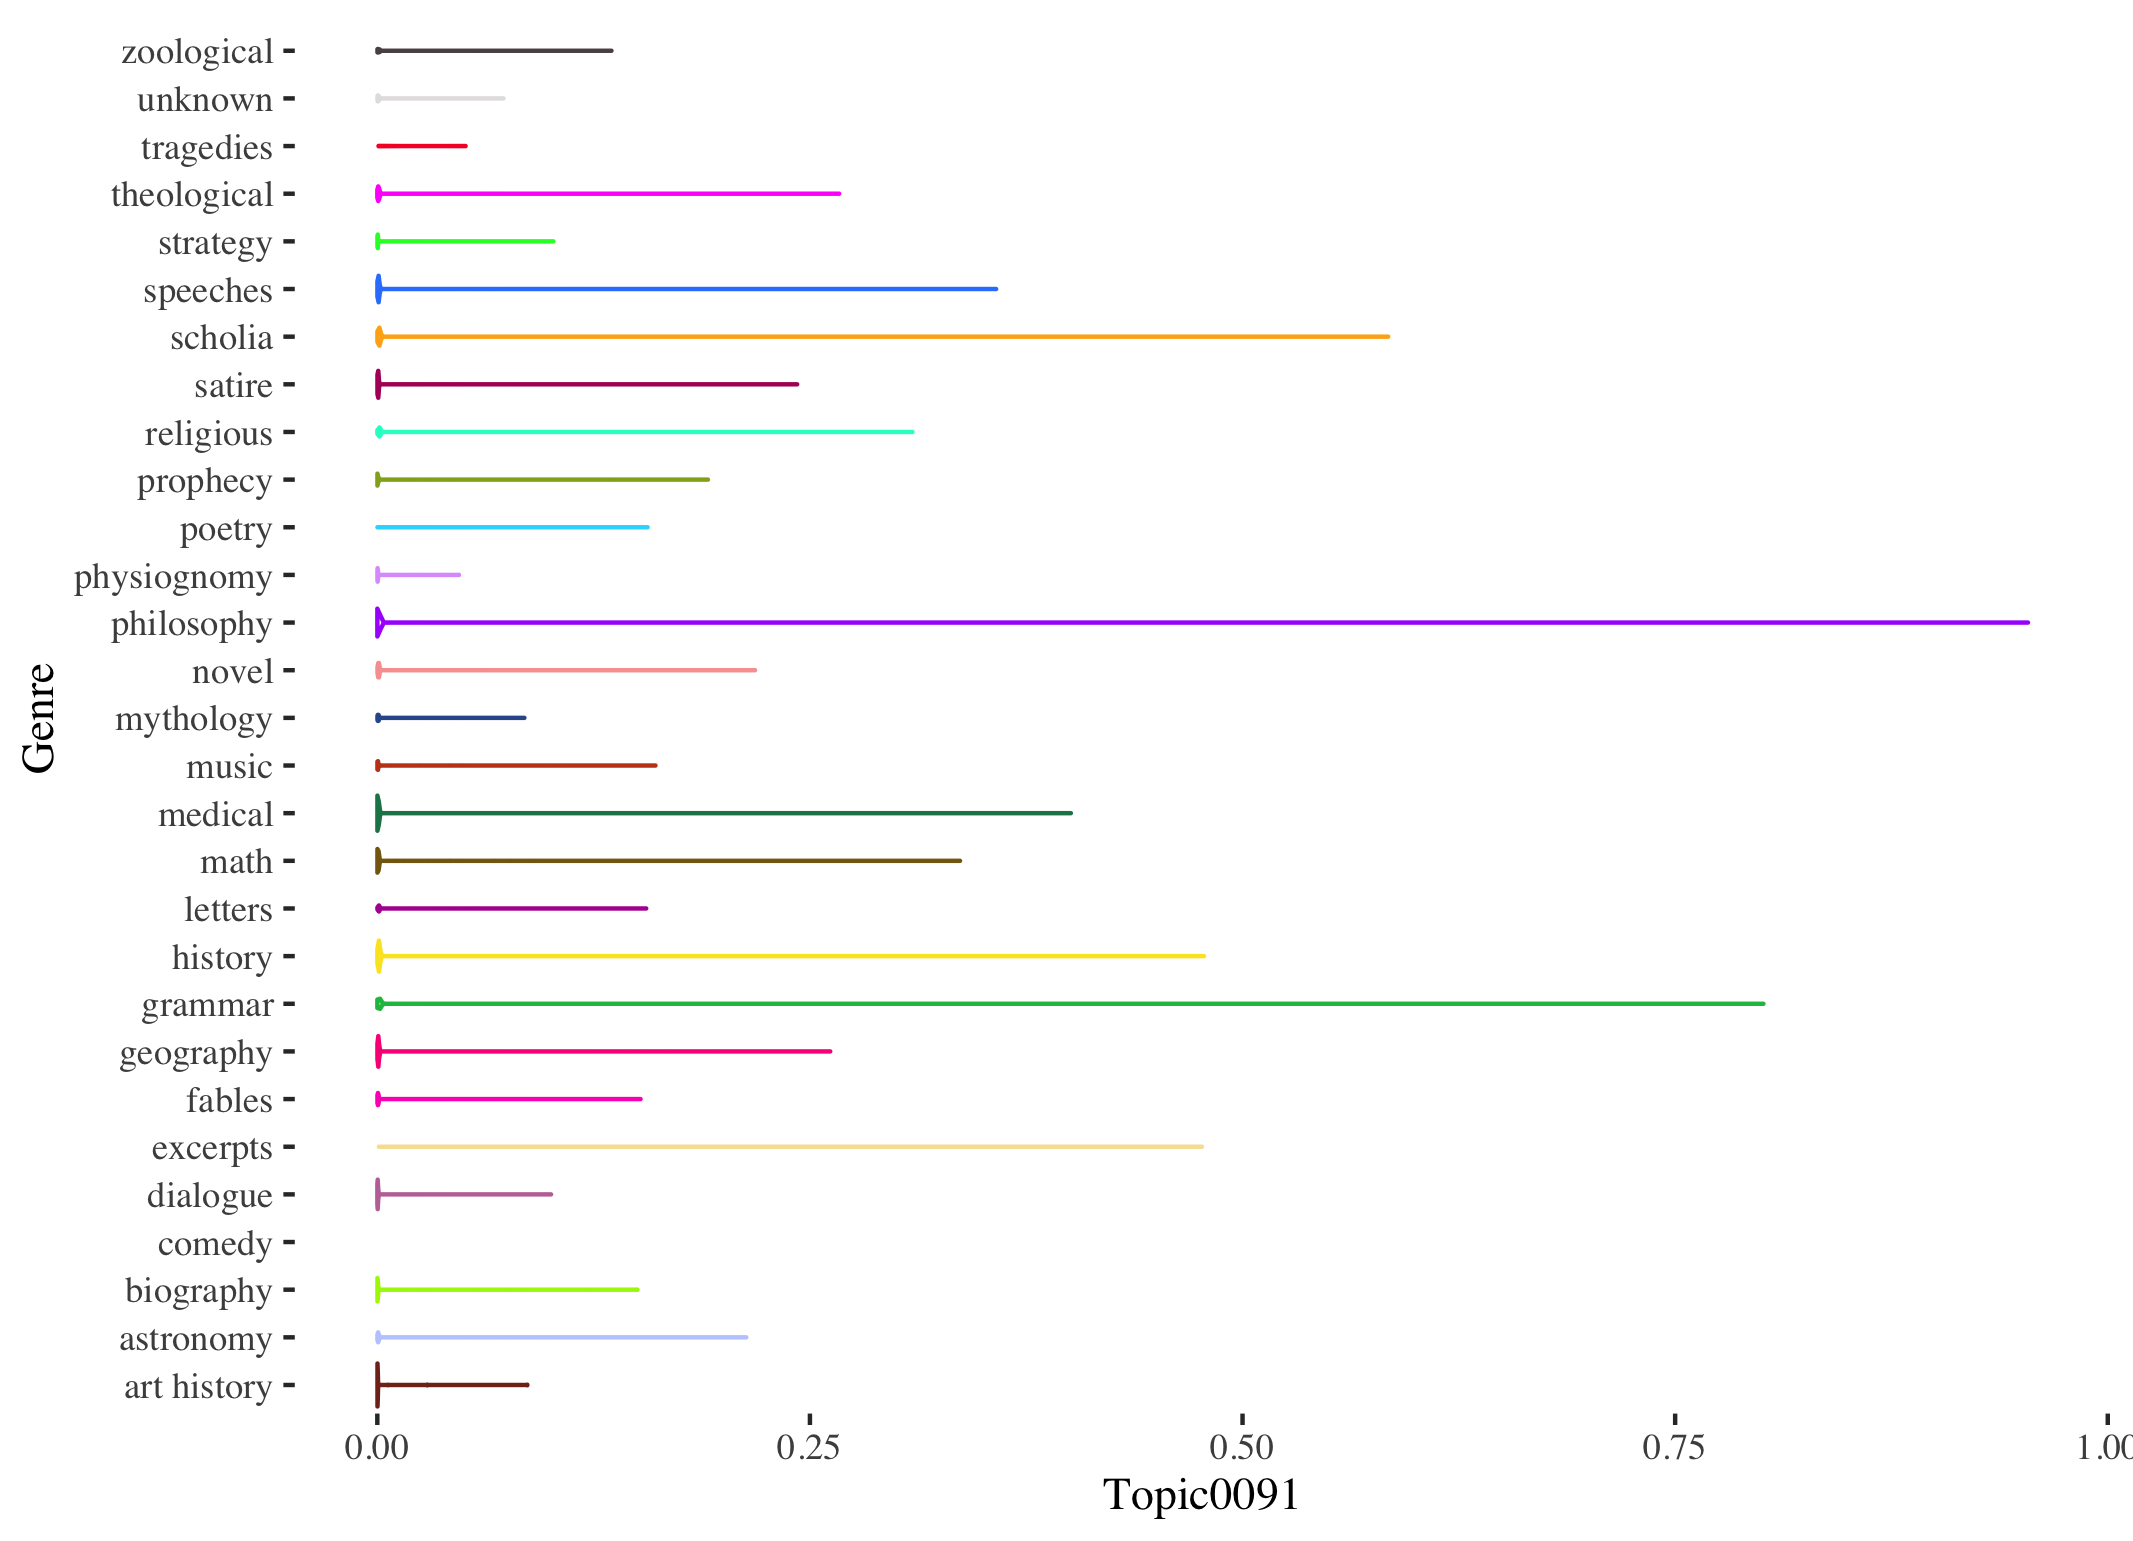 zoological
unknown
tragedies
theological
strategy
speeches
scholia
satire
religious
prophecy
poetry
physiognomy
philosophy
novel
mythology
music
medical
math
letters
history
grammar
geography
fables
excerpts
dialogue
comedy
biography
astronomy
art history
Genre
0.00 0.25 0.50 0.75 1.00
Topic0091